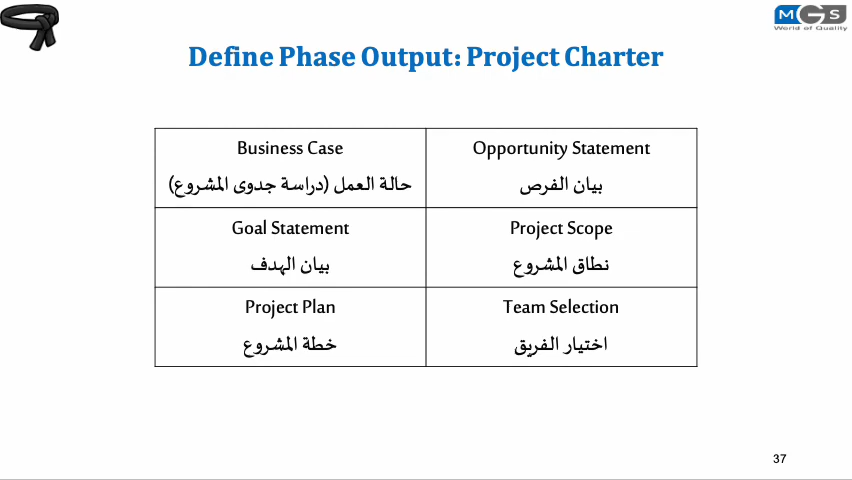 MGS
World of Quality
Define Phase Output: Project Charter
Business Case
حالة العمل (دراسة جدوى المشروع)
Opportunity Statement
بيان الفرص
Goal Statement
بيان الهدف
Project Scope
نطاق المشروع
Project Plan
خطة المشروع
Team Selection
اختيار الفريق
37